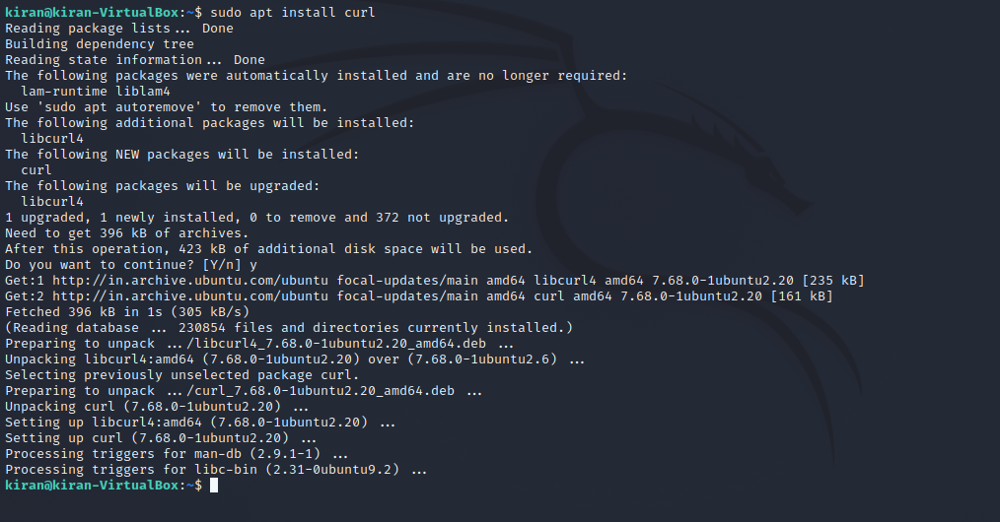 kiran@kiran-VirtualBox:~$ sudo apt install curl
Reading package lists... Done
Building dependency tree
Reading state information... Done
The following packages were automatically installed and are no longer required:
  lam-runtime liblam4
Use 'sudo apt autoremove' to remove them.
The following additional packages will be installed:
  libcurl4
The following NEW packages will be installed:
  curl
The following packages will be upgraded:
  libcurl4
1 upgraded, 1 newly installed, 0 to remove and 372 not upgraded.
Need to get 396 kB of archives.
After this operation, 423 kB of additional disk space will be used.
Do you want to continue? [Y/n] y
Get:1 http://in.archive.ubuntu.com/ubuntu focal-updates/main amd64 libcurl4 amd64 7.68.0-1ubuntu2.20 [235 kB]
Get:2 http://in.archive.ubuntu.com/ubuntu focal-updates/main amd64 curl amd64 7.68.0-1ubuntu2.20 [161 kB]
Fetched 396 kB in 1s (305 kB/s)
(Reading database ... 230854 files and directories currently installed.)
Preparing to unpack .../libcurl4_7.68.0-1ubuntu2.20_amd64.deb ...
Unpacking libcurl4:amd64 (7.68.0-1ubuntu2.20) over (7.68.0-1ubuntu2.6) ...
Selecting previously unselected package curl.
Preparing to unpack .../curl_7.68.0-1ubuntu2.20_amd64.deb ...
Unpacking curl (7.68.0-1ubuntu2.20) ...
Setting up libcurl4:amd64 (7.68.0-1ubuntu2.20) ...
Setting up curl (7.68.0-1ubuntu2.20) ...
Processing triggers for man-db (2.9.1-1) ...
Processing triggers for libc-bin (2.31-0ubuntu9.2) ...
kiran@kiran-VirtualBox:~$